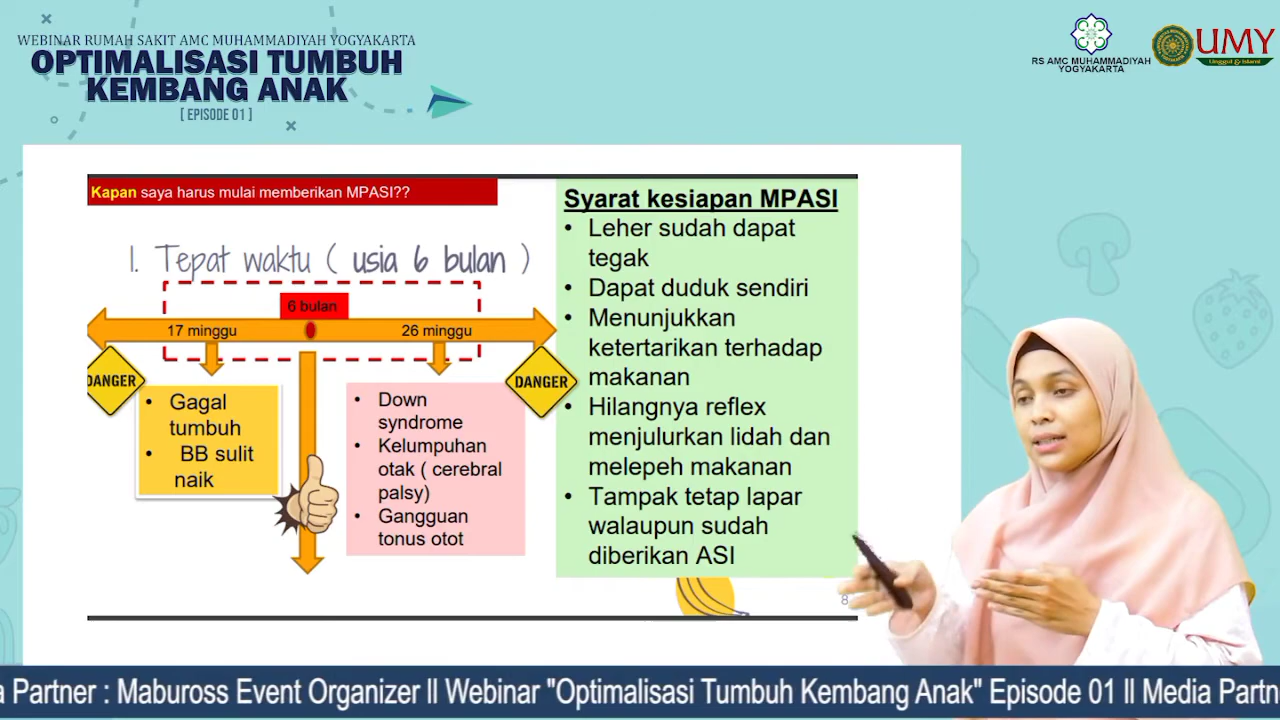 WEBINAR RUMAH SAKIT AMC MUHAMMADIYAH YOGYAKARTA
OPTIMALISASI TUMBUH
KEMBANG ANAK
[ EPISODE 01 ]
RS AMC MUHAMMADIYAH
YOGYAKARTA
UMY
Unggul & Islami
Kapan saya harus mulai memberikan MPASI??
1. Tepat waktu ( usia 6 bulan )
6 bulan
17 minggu
26 minggu
DANGER
DANGER
• Gagal
tumbuh
• BB sulit
naik
• Down
syndrome
• Kelumpuhan
otak ( cerebral
palsy)
• Gangguan
tonus otot
Syarat kesiapan MPASI
• Leher sudah dapat
tegak
• Dapat duduk sendiri
• Menunjukkan
ketertarikan terhadap
makanan
• Hilangnya reflex
menjulurkan lidah dan
melepeh makanan
• Tampak tetap lapar
walaupun sudah
diberikan ASI
8
a Partner : Mabuross Event Organizer ll Webinar "Optimalisasi Tumbuh Kembang Anak" Episode 01 ll Media Partn